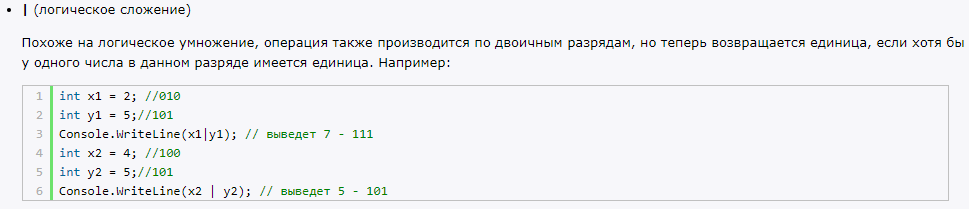 • | (логическое сложение)
Похоже на логическое умножение, операция также производится по двоичным разрядам, но теперь возвращается единица, если хотя бы
у одного числа в данном разряде имеется единица. Например:
1 int x1 = 2; //010
2 int y1 = 5;//101
3 Console.WriteLine(x1|y1); // выведет 7 - 111
4 int x2 = 4; //100
5 int y2 = 5;//101
6 Console.WriteLine(x2 | y2); // выведет 5 - 101